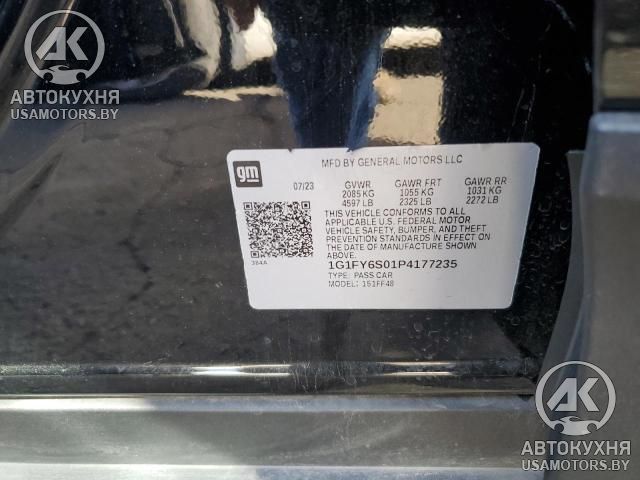 AK
АВТОКУХНЯ
USAMOTORS.BY
MFD BY GENERAL MOTORS LLC
gm
07/23 GVWR GAWR FRT GAWR RR
2085 KG 1055 KG 1031 KG
4597 LB 2325 LB 2272 LB
THIS VEHICLE CONFORMS TO ALL
APPLICABLE U.S. FEDERAL MOTOR
VEHICLE SAFETY, BUMPER, AND THEFT
PREVENTION STANDARDS IN EFFECT
ON THE DATE OF MANUFACTURE SHOWN
ABOVE.
384A
1G1FY6S01P4177235
TYPE: PASS CAR
MODEL: 1S1FF48
AK
АВТОКУХНЯ
USAMOTORS.BY